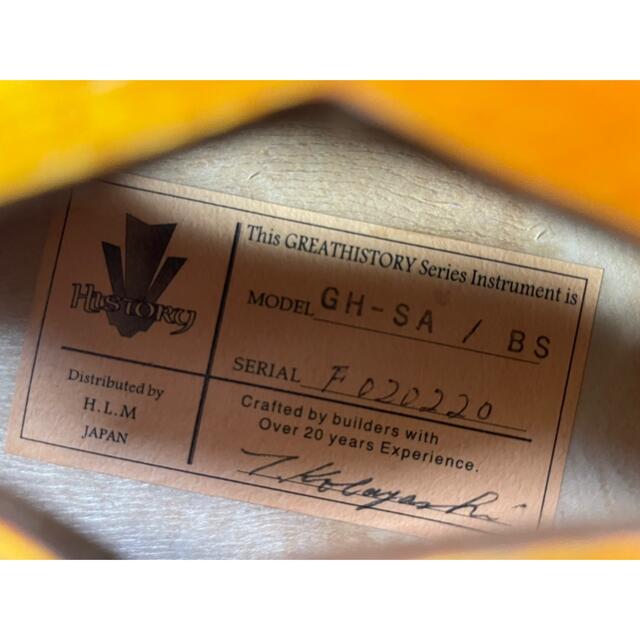 HISTORY
Distributed by
H.L.M
JAPAN
This GREATHISTORY Series Instrument is
MODEL GH-SA / BS
SERIAL F020220
Crafted by builders with
Over 20 years Experience.
T. Kobayashi